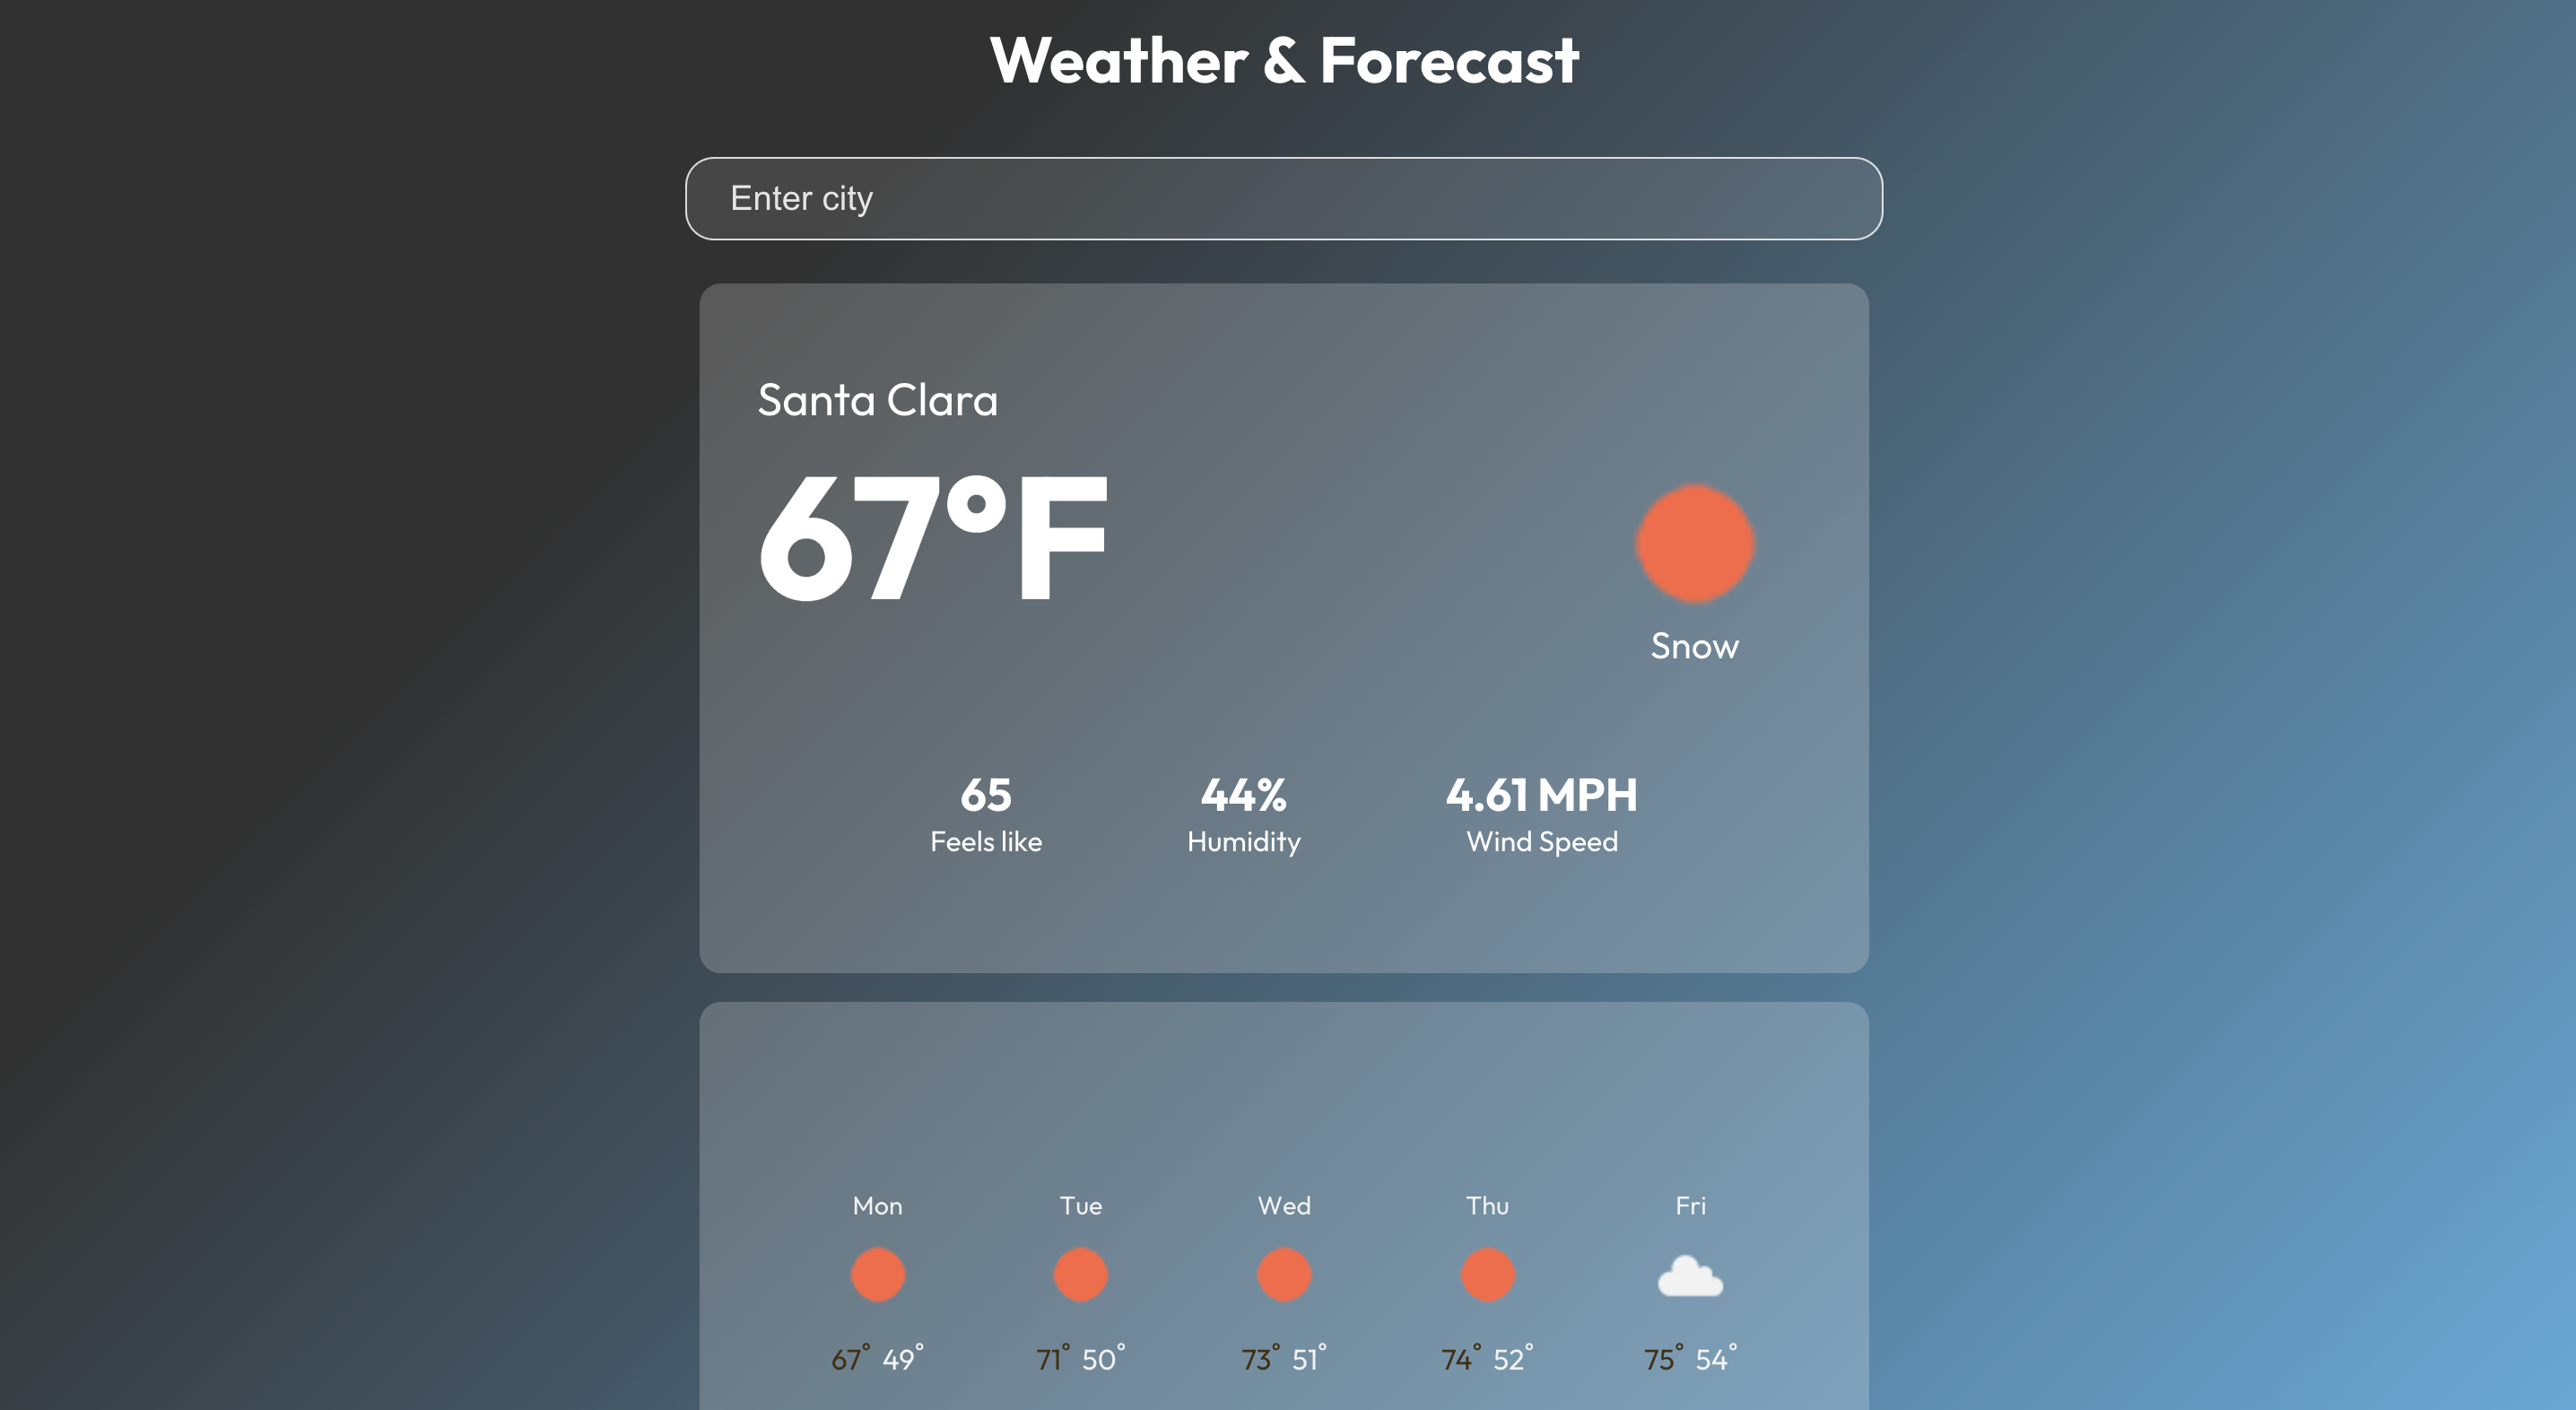 Weather & Forecast
Enter city
Santa Clara
67°F
Snow
65 44% 4.61 MPH
Feels like Humidity Wind Speed
Mon Tue Wed Thu Fri
67° 49° 71° 50° 73° 51° 74° 52° 75° 54°